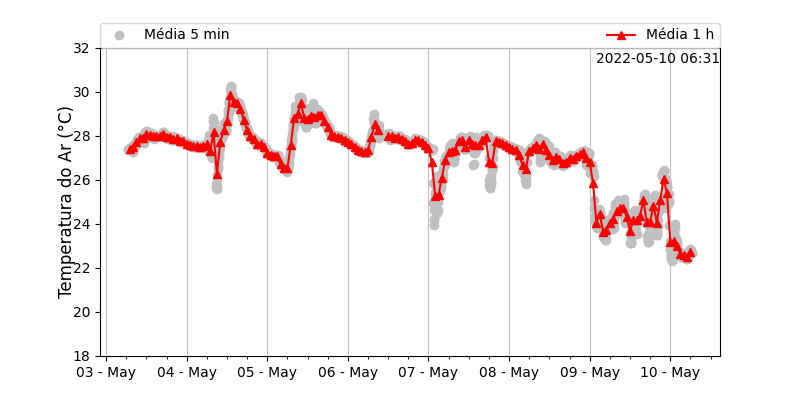 Média 5 min
Média 1 h
2022-05-10 06:31
Temperatura do Ar (°C)
32
30
28
26
24
22
20
18
03 - May
04 - May
05 - May
06 - May
07 - May
08 - May
09 - May
10 - May